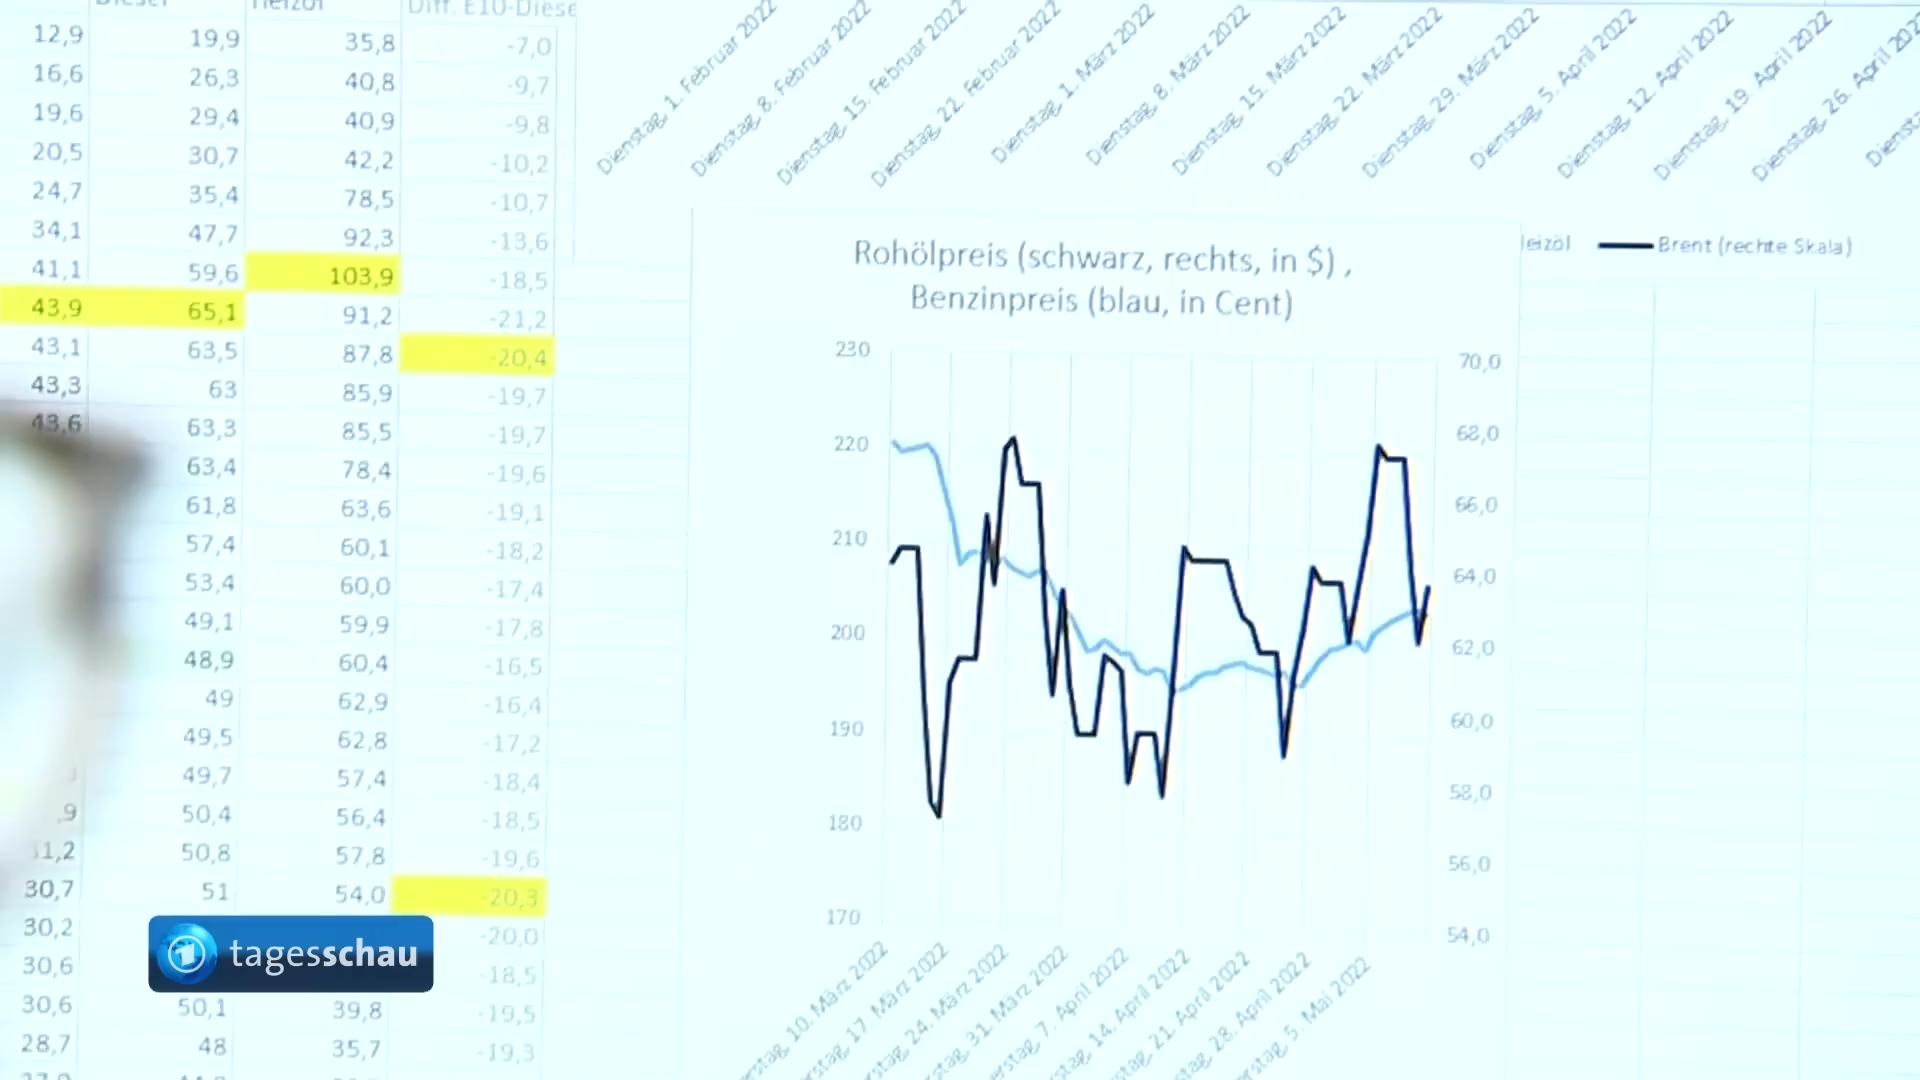 Heizöl Diff. E10-Diese
12,9 19,9 35,8 -7,0
16,6 26,3 40,8 -9,7
19,6 29,4 40,9 -9,8
20,5 30,7 42,2 -10,2
24,7 35,4 78,5 -10,7
34,1 47,7 92,3 -13,6
41,1 59,6 103,9 -18,5
43,9 65,1 91,2 -21,2
43,1 63,5 87,8 -20,4
43,3 63 85,9 -19,7
43,6 63,3 85,5 -19,7
63,4 78,4 -19,6
61,8 63,6 -19,1
57,4 60,1 -18,2
53,4 60,0 -17,4
49,1 59,9 -17,8
48,9 60,4 -16,5
49 62,9 -16,4
49,5 62,8 -17,2
49,7 57,4 -18,4
,9 50,4 56,4 -18,5
50,8 57,8 -19,6
30,7 51 54,0 -20,3
30,2 -20,0
30,6 -18,5
30,6 50,1 39,8 -19,5
28,7 48 35,7 -19,3
Dienstag, 1. Februar 2022
Dienstag, 8. Februar 2022
Dienstag, 15. Februar 2022
Dienstag, 22. Februar 2022
Dienstag, 1. März 2022
Dienstag, 8. März 2022
Dienstag, 15. März 2022
Dienstag, 22. März 2022
Dienstag, 29. März 2022
Dienstag, 5. April 2022
Dienstag, 12. April 2022
Dienstag, 19. April 2022
Dienstag, 26. April 2022
Diensta
eizöl Brent (rechte Skala)
Rohölpreis (schwarz, rechts, in $) ,
Benzinpreis (blau, in Cent)
230
220
210
200
190
180
170
70,0
68,0
66,0
64,0
62,0
60,0
58,0
56,0
54,0
erstag, 10. März 2022
erstag, 17. März 2022
erstag, 24. März 2022
erstag, 31. März 2022
erstag, 7. April 2022
erstag, 14. April 2022
erstag, 21. April 2022
erstag, 28. April 2022
erstag, 5. Mai 2022
tagesschau